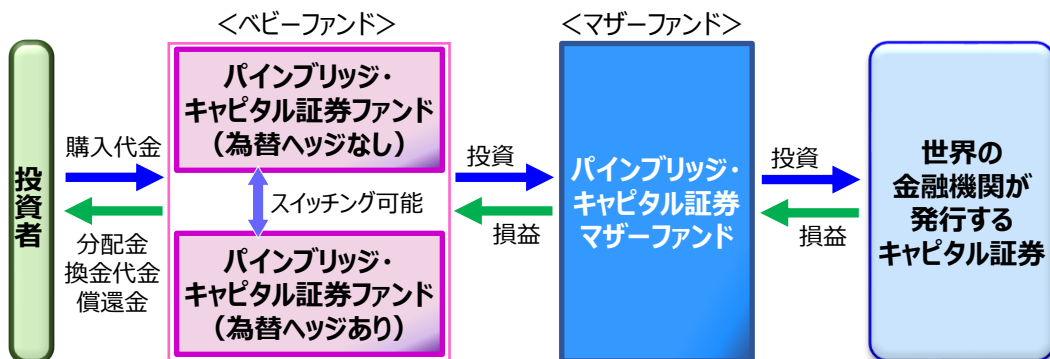 ＜ベビーファンド＞
＜マザーファンド＞
投資者
購入代金
分配金
換金代金
償還金
パインブリッジ・
キャピタル証券ファンド
（為替ヘッジなし）
スイッチング可能
パインブリッジ・
キャピタル証券ファンド
（為替ヘッジあり）
投資
損益
パインブリッジ・
キャピタル証券
マザーファンド
投資
損益
世界の
金融機関が
発行する
キャピタル証券